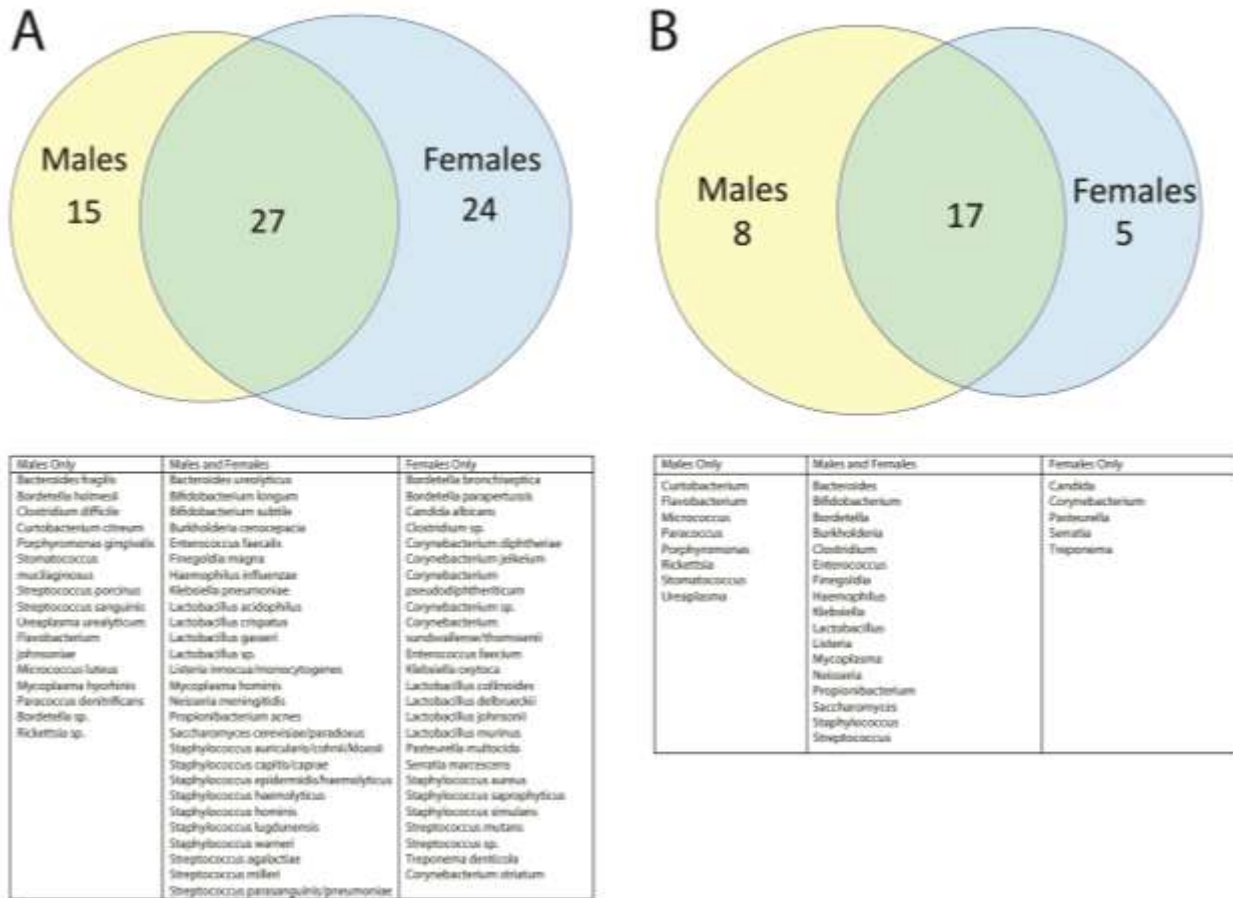 A
Males
15
27
Females
24
B
Males
8
17
Females
5
Males Only
Bacteroides fragilis
Bordetella holmesii
Clostridium difficile
Curtobacterium citreum
Porphyromonas gingivalis
Stomatococcus
mucilaginosus
Streptococcus porcinus
Streptococcus sanguinis
Ureaplasma urealyticum
Flavobacterium
johnsoniae
Micrococcus luteus
Mycoplasma hyorhinis
Paracoccus denitrificans
Bordetella sp.
Rickettsia sp.
Males and Females
Bacteroides ureolyticus
Bifidobacterium longum
Bifidobacterium subtile
Burkholderia cenocepacia
Enterococcus faecalis
Finegoldia magna
Haemophilus influenzae
Klebsiella pneumoniae
Lactobacillus acidophilus
Lactobacillus crispatus
Lactobacillus gasseri
Lactobacillus sp.
Listeria innocua/monocytogenes
Mycoplasma hominis
Neisseria meningitidis
Propionibacterium acnes
Saccharomyces cerevisiae/paradoxus
Staphylococcus auricularis/cohnii/kloosii
Staphylococcus capitis/caprae
Staphylococcus epidermidis/haemolyticus
Staphylococcus haemolyticus
Staphylococcus hominis
Staphylococcus lugdunensis
Staphylococcus warneri
Streptococcus agalactiae
Streptococcus milleri
Streptococcus parasanguinis/pneumoniae
Females Only
Bordetella bronchiseptica
Bordetella parapertussis
Candida albicans
Clostridium sp.
Corynebacterium diphtheriae
Corynebacterium jeikeium
Corynebacterium
pseudodiphtheriticum
Corynebacterium sp.
Corynebacterium
sundsvallense/thomssenii
Enterococcus faecium
Klebsiella oxytoca
Lactobacillus collinoides
Lactobacillus delbrueckii
Lactobacillus johnsonii
Lactobacillus murinus
Pasteurella multocida
Serratia marcescens
Staphylococcus aureus
Staphylococcus saprophyticus
Staphylococcus simulans
Streptococcus mutans
Streptococcus sp.
Treponema denticola
Corynebacterium striatum
Males Only
Curtobacterium
Flavobacterium
Micrococcus
Paracoccus
Porphyromonas
Rickettsia
Stomatococcus
Ureaplasma
Males and Females
Bacteroides
Bifidobacterium
Bordetella
Burkholderia
Clostridium
Enterococcus
Finegoldia
Haemophilus
Klebsiella
Lactobacillus
Listeria
Mycoplasma
Neisseria
Propionibacterium
Saccharomyces
Staphylococcus
Streptococcus
Females Only
Candida
Corynebacterium
Pasteurella
Serratia
Treponema